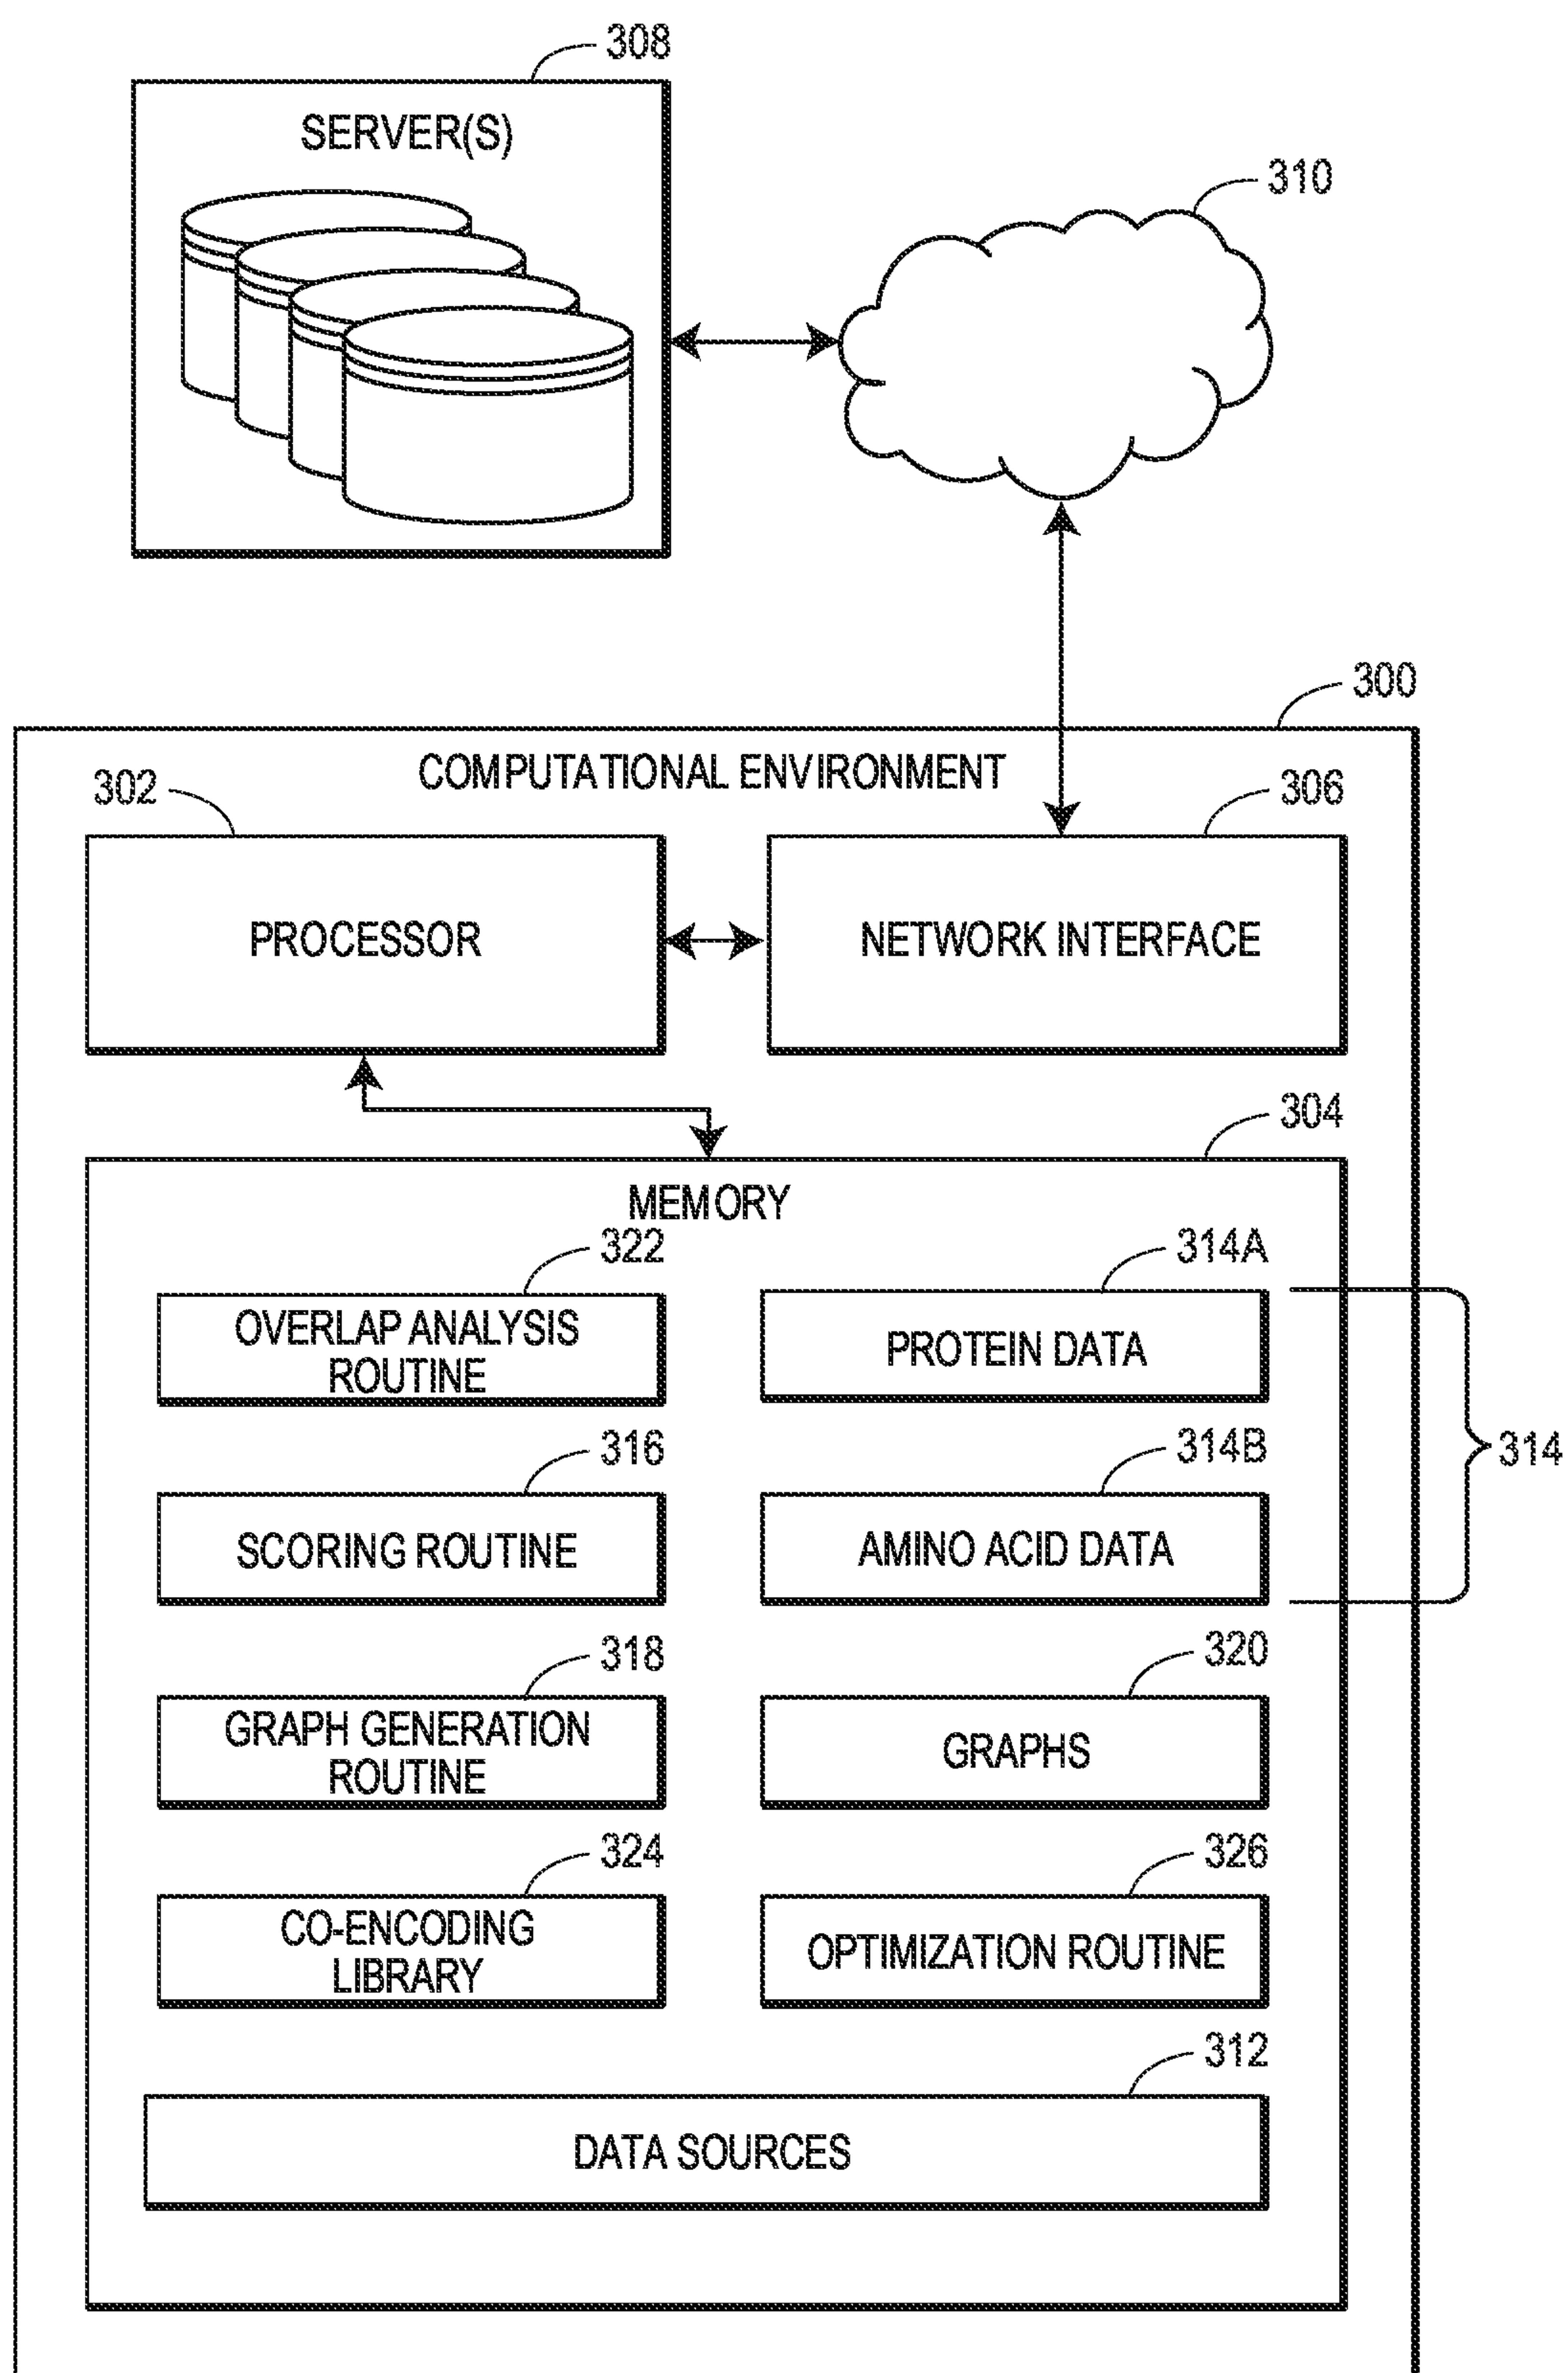 308
SERVER(S)
310
300
COMPUTATIONAL ENVIRONMENT
302
306
PROCESSOR
NETWORK INTERFACE
304
MEMORY
322
314A
OVERLAP ANALYSIS
ROUTINE
PROTEIN DATA
316
314B
314
SCORING ROUTINE
AMINO ACID DATA
318
320
GRAPH GENERATION
ROUTINE
GRAPHS
324
326
CO-ENCODING
LIBRARY
OPTIMIZATION ROUTINE
312
DATA SOURCES